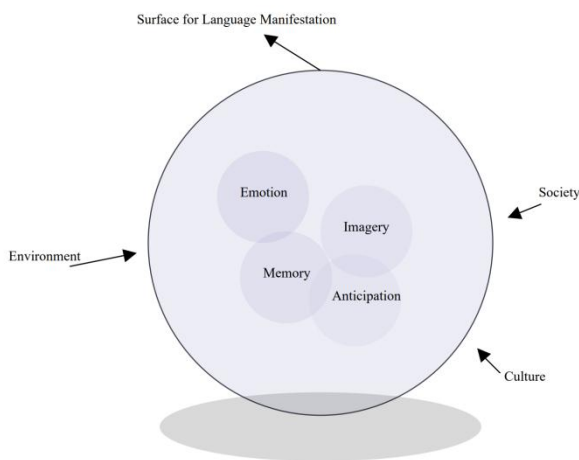 Surface for Language Manifestation
Emotion
Society
Imagery
Environment
Memory
Anticipation
Culture